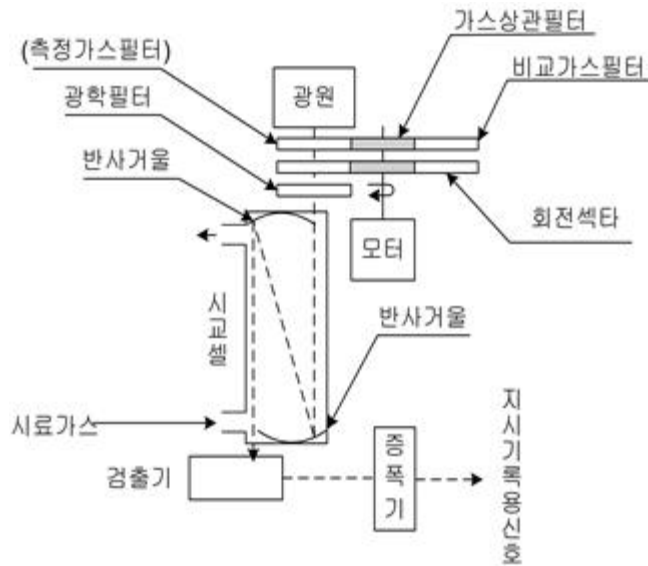 가스상관필터
(측정가스필터)
비교가스필터
광원
광학필터
반사거울
회전섹타
모터
시교셀
반사거울
시료가스
지시기록용신호
증폭기
검출기